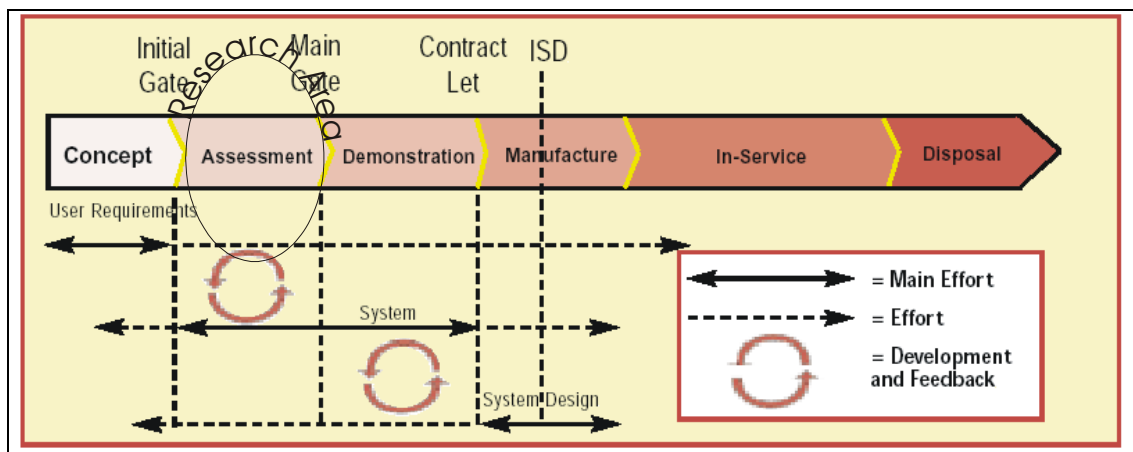 Initial
Gate
Research Area
Main
Gate
Contract
Let
ISD
Concept
Assessment
Demonstration
Manufacture
In-Service
Disposal
User Requirements
System
System Design
= Main Effort
= Effort
= Development
and Feedback